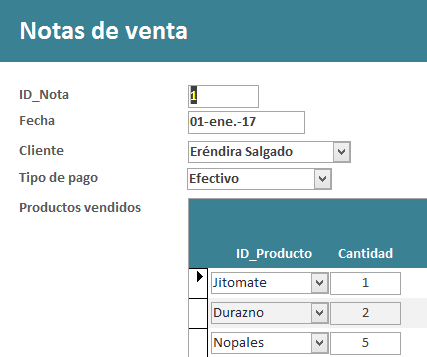 Notas de venta
ID_Nota 1
Fecha 01-ene.-17
Cliente Eréndira Salgado
Tipo de pago Efectivo
Productos vendidos
ID_Producto Cantidad
Jitomate 1
Durazno 2
Nopales 5